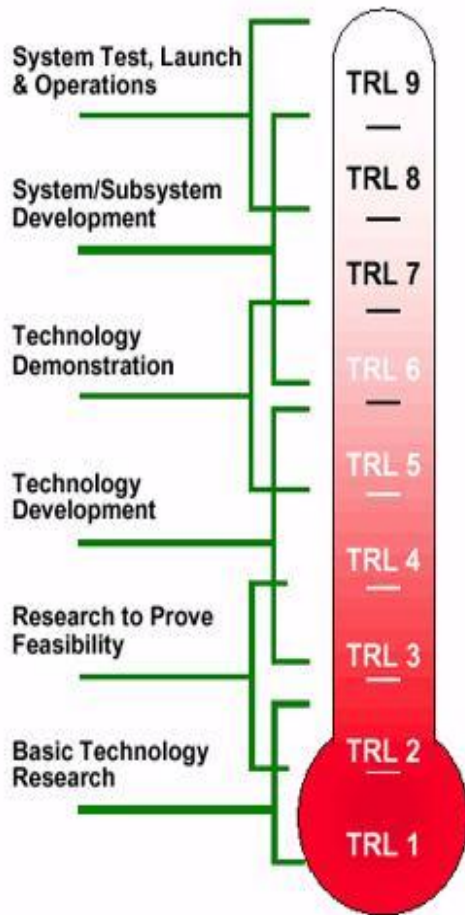 System Test, Launch
& Operations
System/Subsystem
Development
Technology
Demonstration
Technology
Development
Research to Prove
Feasibility
Basic Technology
Research
TRL 9
TRL 8
TRL 7
TRL 6
TRL 5
TRL 4
TRL 3
TRL 2
TRL 1